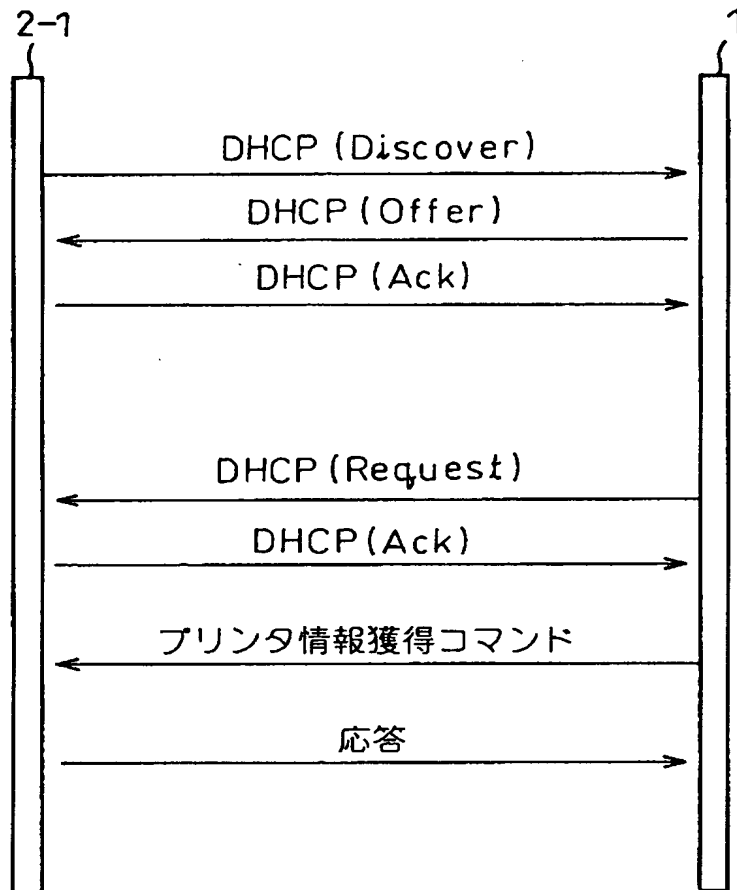 2-1
1
DHCP (Discover)
DHCP (Offer)
DHCP (Ack)
DHCP (Request)
DHCP (Ack)
プリンタ情報獲得コマンド
応答